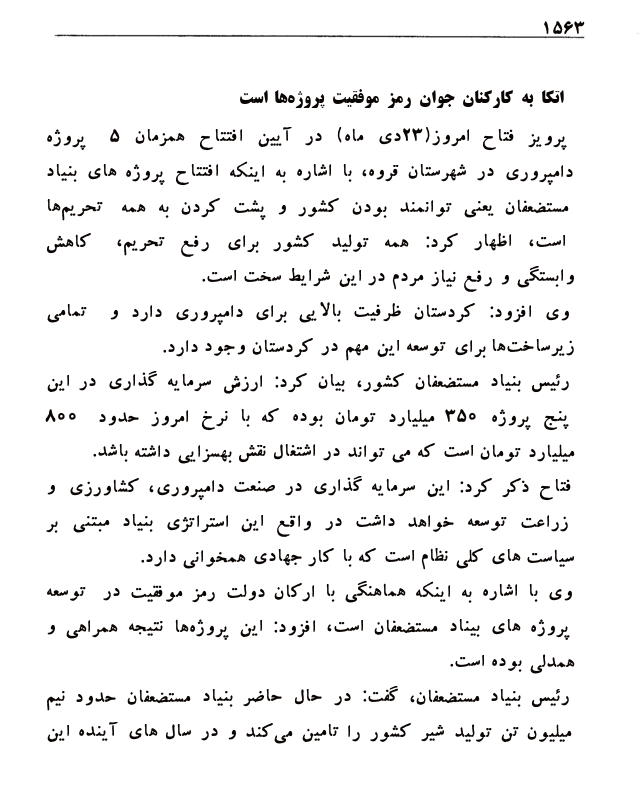 ۱۵۶۳
اتکا به کارکنان جوان رمز موفقیت پروژه‌ها است
پرویز فتاح امروز(۲۳دی ماه) در آیین افتتاح همزمان ۵ پروژه
دامپروری در شهرستان قروه، با اشاره به اینکه افتتاح پروژه های بنیاد
مستضعفان یعنی توانمند بودن کشور و پشت کردن به همه تحریم‌ها
است، اظهار کرد: همه تولید کشور برای رفع تحریم، کاهش
وابستگی و رفع نیاز مردم در این شرایط سخت است.
وی افزود: کردستان ظرفیت بالایی برای دامپروری دارد و تمامی
زیرساخت‌ها برای توسعه این مهم در کردستان وجود دارد.
رئیس بنیاد مستضعفان کشور، بیان کرد: ارزش سرمایه گذاری در این
پنج پروژه ۳۵۰ میلیارد تومان بوده که با نرخ امروز حدود ۸۰۰
میلیارد تومان است که می تواند در اشتغال نقش بهسزایی داشته باشد.
فتاح ذکر کرد: این سرمایه گذاری در صنعت دامپروری، کشاورزی و
زراعت توسعه خواهد داشت در واقع این استراتژی بنیاد مبتنی بر
سیاست های کلی نظام است که با کار جهادی همخوانی دارد.
وی با اشاره به اینکه هماهنگی با ارکان دولت رمز موفقیت در توسعه
پروژه های بیناد مستضعفان است، افزود: این پروژه‌ها نتیجه همراهی و
همدلی بوده است.
رئیس بنیاد مستضعفان، گفت: در حال حاضر بنیاد مستضعفان حدود نیم
میلیون تن تولید شیر کشور را تامین می‌کند و در سال های آینده این